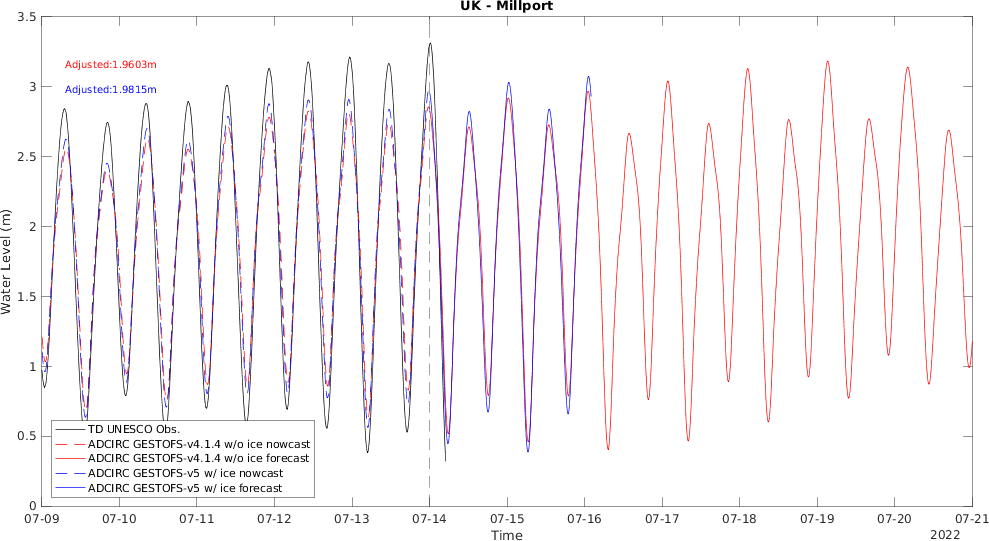 UK - Millport
Adjusted:1.9603m
Adjusted:1.9815m
Water Level (m)
3.5
3
2.5
2
1.5
1
0.5
0
TD UNESCO Obs.
ADCIRC GESTOFS-v4.1.4 w/o ice nowcast
ADCIRC GESTOFS-v4.1.4 w/o ice forecast
ADCIRC GESTOFS-v5 w/ ice nowcast
ADCIRC GESTOFS-v5 w/ ice forecast
07-09 07-10 07-11 07-12 07-13 07-14 07-15 07-16 07-17 07-18 07-19 07-20 07-21
Time
2022